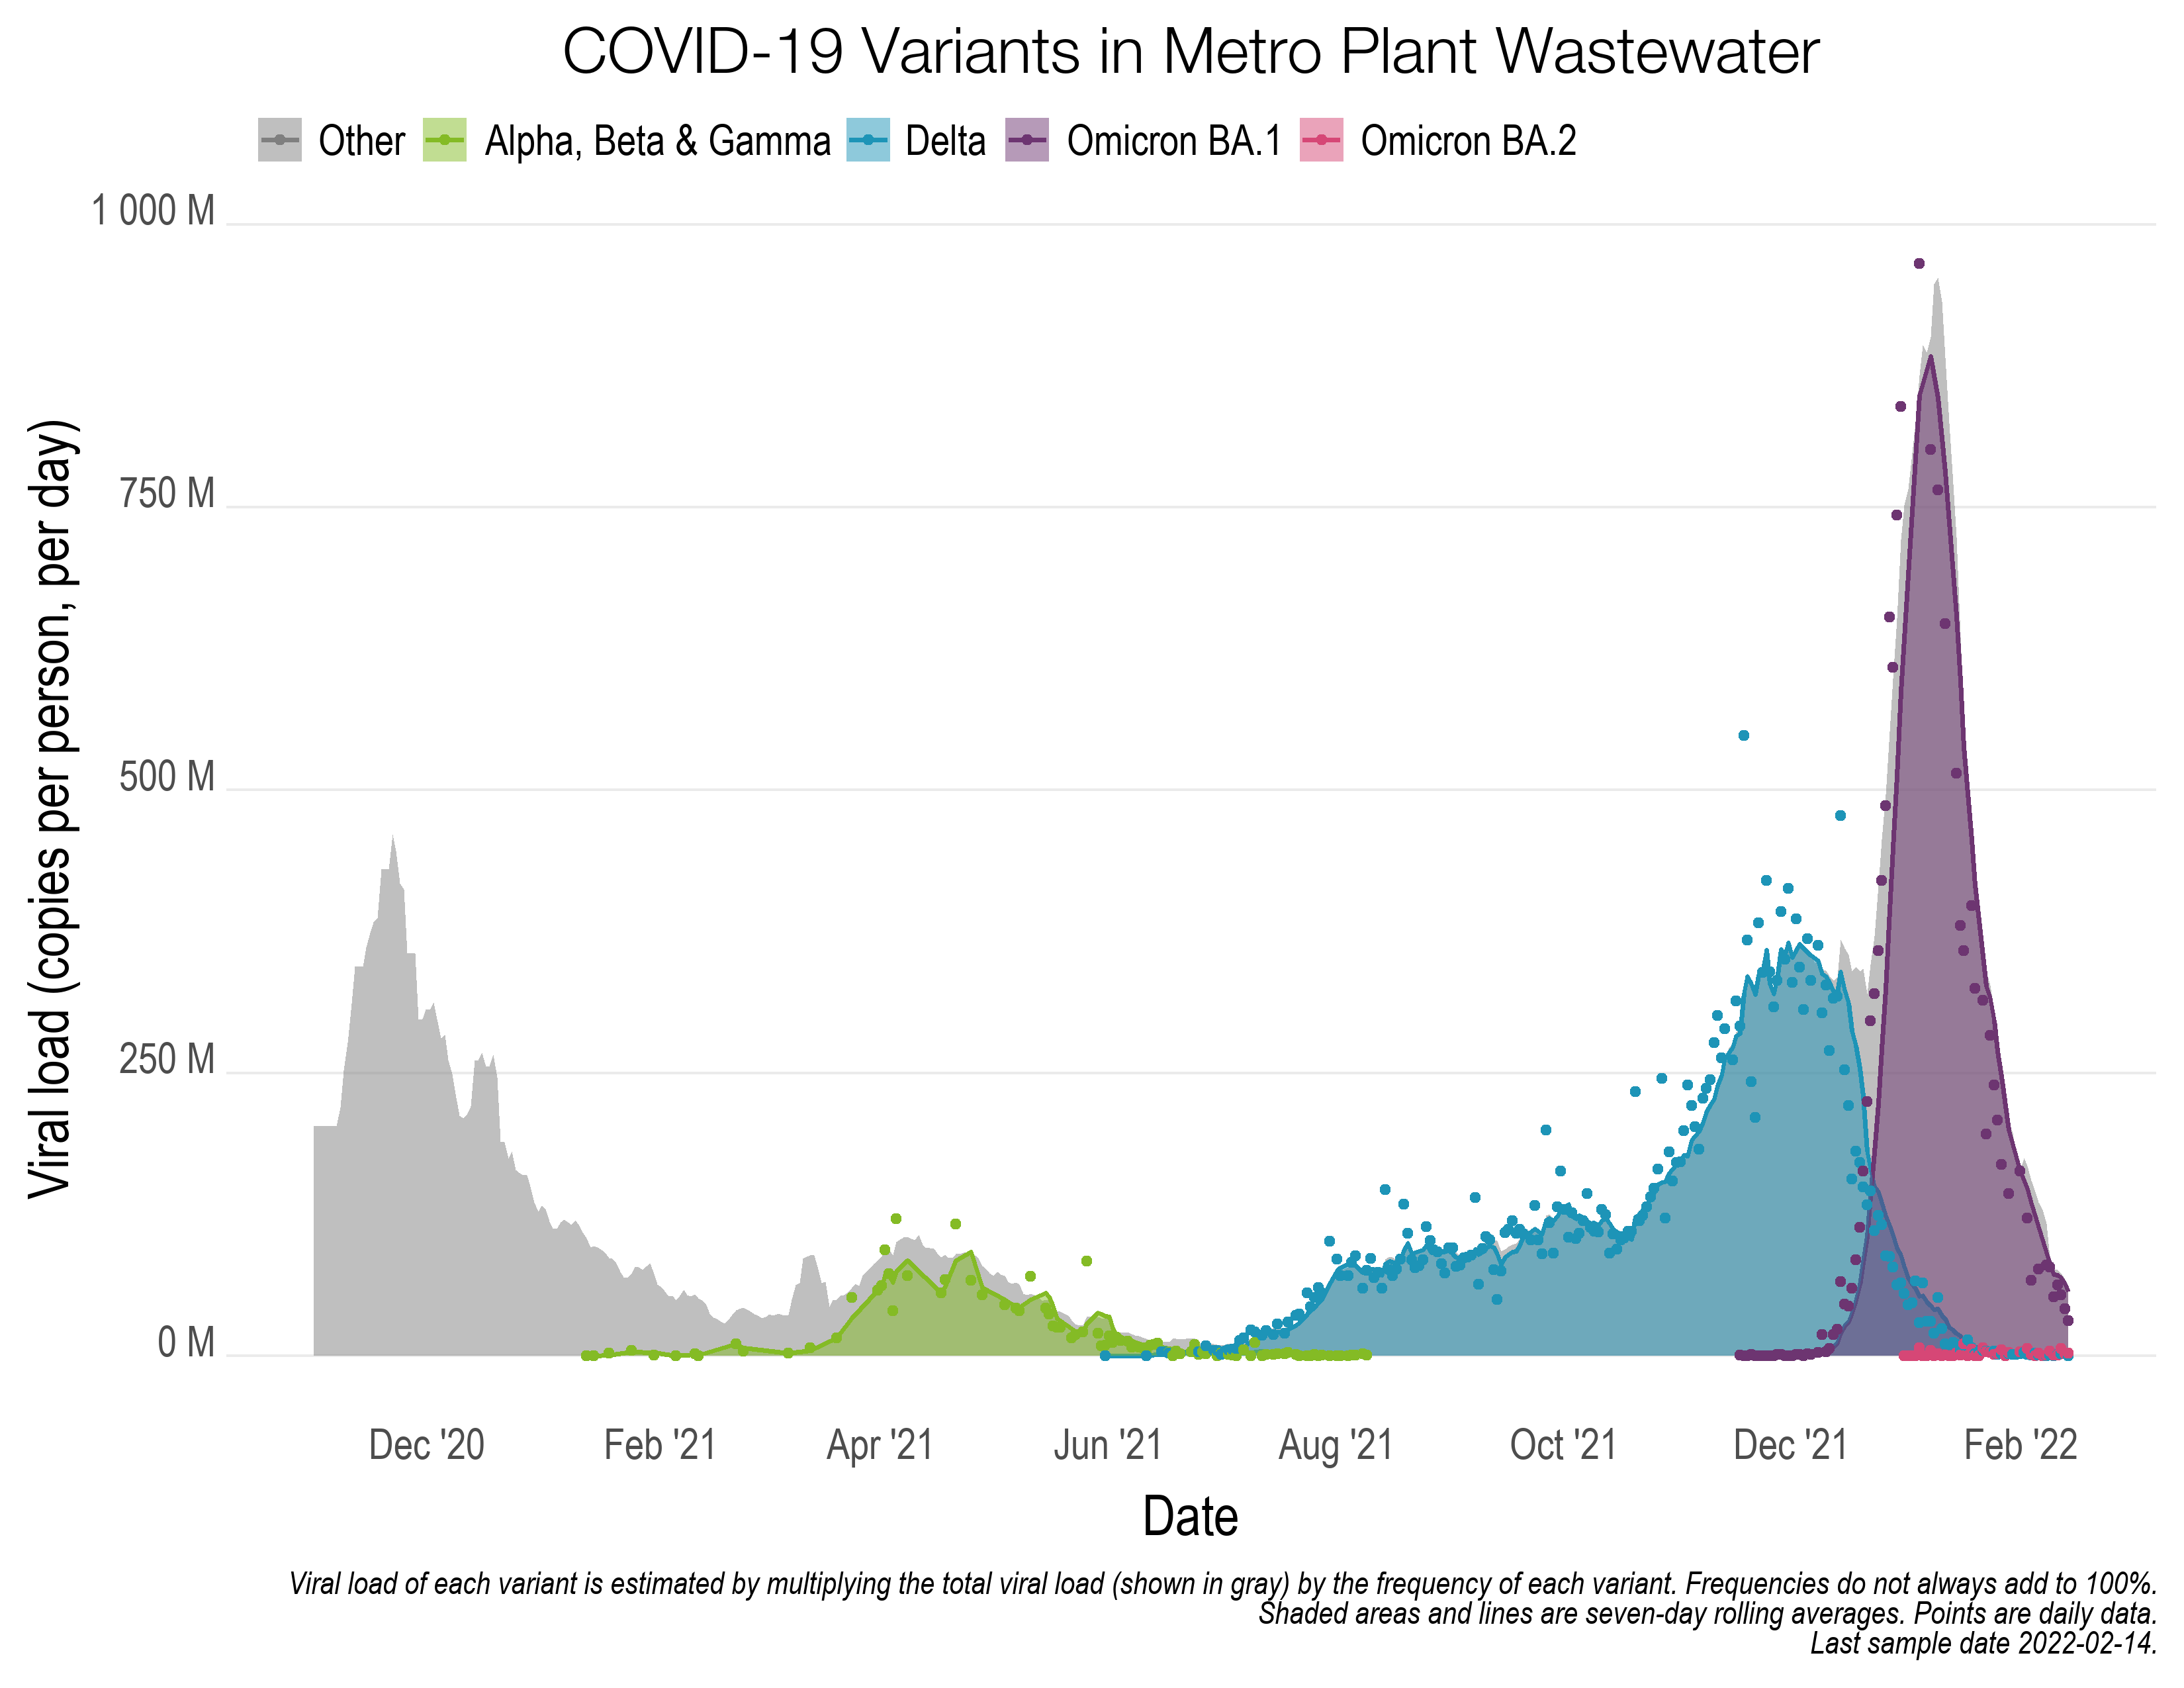 COVID-19 Variants in Metro Plant Wastewater
Other Alpha, Beta & Gamma Delta Omicron BA.1 Omicron BA.2
1 000 M
750 M
500 M
250 M
0 M
Viral load (copies per person, per day)
Dec '20 Feb '21 Apr '21 Jun '21 Aug '21 Oct '21 Dec '21 Feb '22
Date
Viral load of each variant is estimated by multiplying the total viral load (shown in gray) by the frequency of each variant. Frequencies do not always add to 100%.
Shaded areas and lines are seven-day rolling averages. Points are daily data.
Last sample date 2022-02-14.